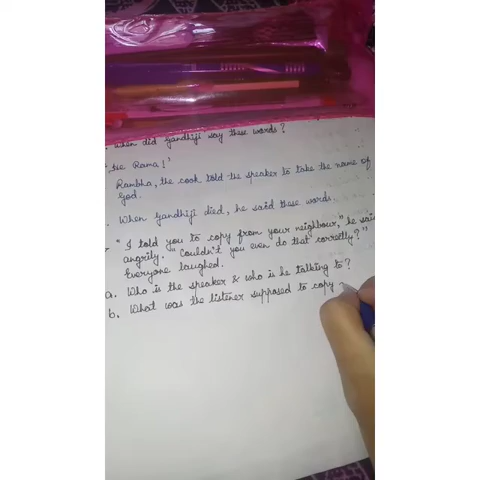 When did Gandhiji say these words?
Rama!'
Rambha, the cook told the speaker to take the name of
God.
When Gandhiji died, he said these words.
"I told you to copy from your neighbour," he said
angrily. "Couldn't you even do that correctly?"
Everyone laughed.
a. Who is the speaker & who is he talking to?
b. What was the listener supposed to copy